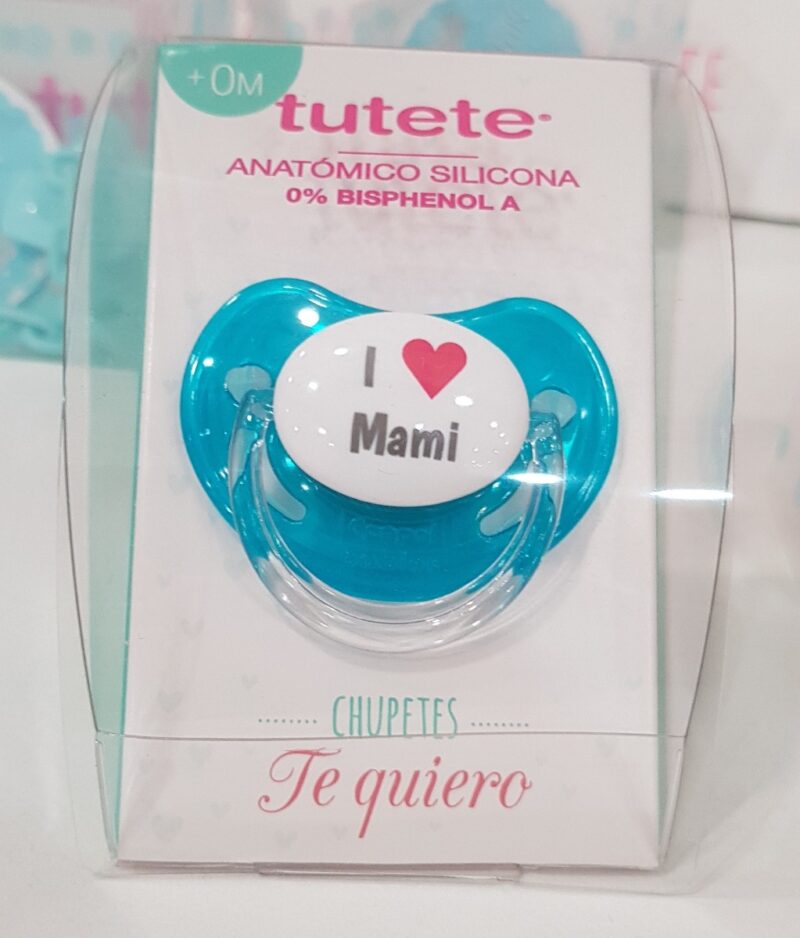 +0M
tutete
ANATÓMICO SILICONA
0% BISPHENOL A
I ❤
Mami
CHUPETES
Te quiero